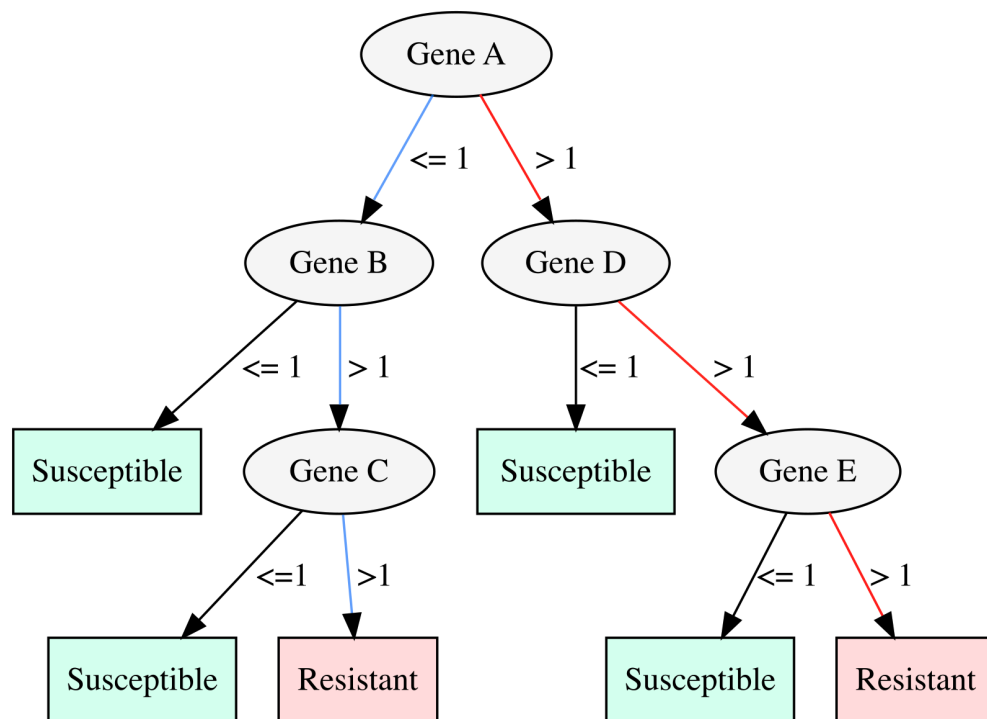 Gene A
<= 1
> 1
Gene B
Gene D
<= 1
> 1
<= 1
> 1
Susceptible
Gene C
Susceptible
Gene E
<=1
>1
<= 1
> 1
Susceptible
Resistant
Susceptible
Resistant